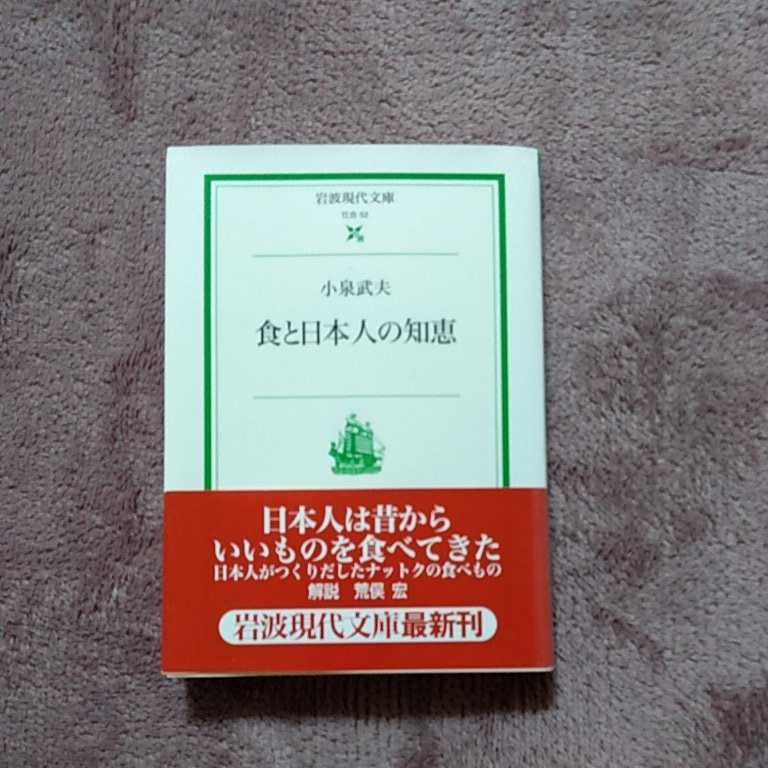 岩波現代文庫
小泉武夫
食と日本人の知恵
日本人は昔から
いいものを食べてきた
日本人がつくりだしたナットクの食べもの
解説 荒俣 宏
岩波現代文庫最新刊